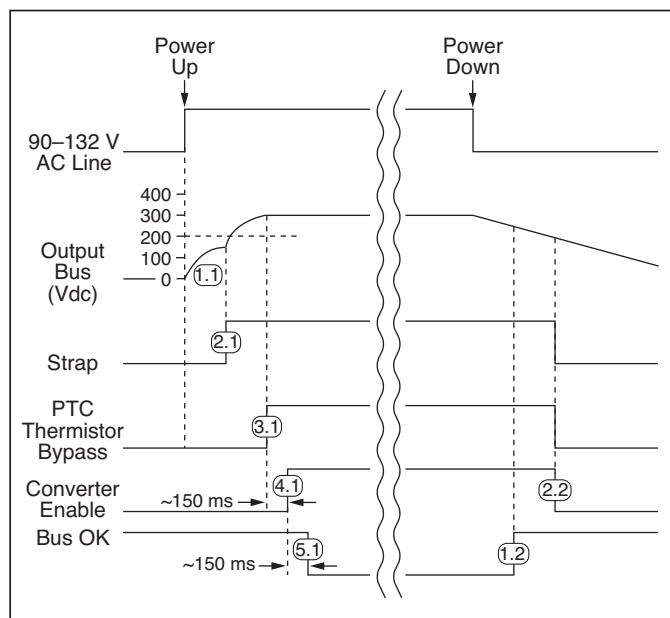 Power
Up
Power
Down
90–132 V
AC Line
400
300
200
100
0
Output
Bus
(Vdc)
1.1
2.1
Strap
PTC
Thermistor
Bypass
3.1
Converter
Enable
~150 ms
4.1
2.2
Bus OK
5.1
1.2
~150 ms